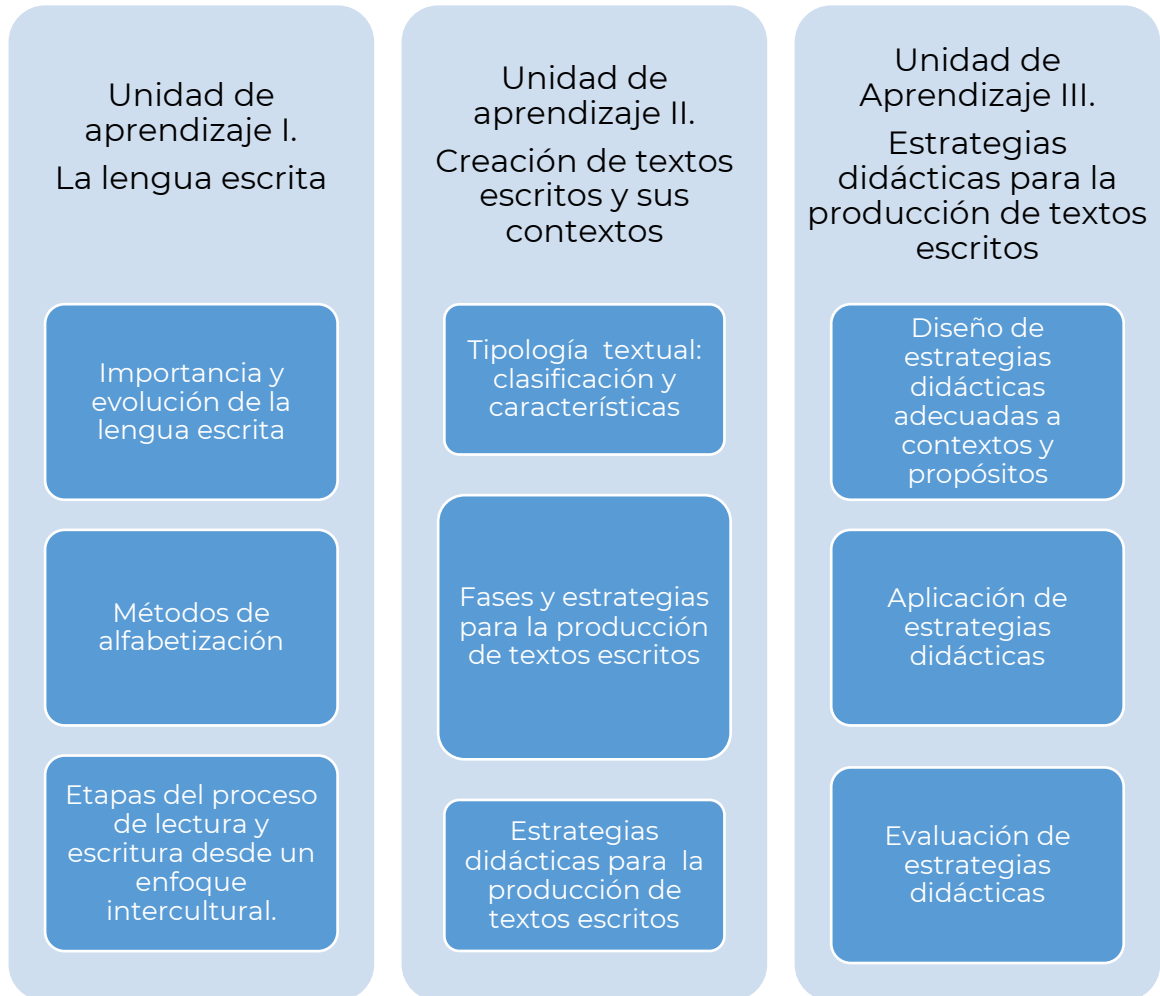 Unidad de
aprendizaje I.
La lengua escrita
Importancia y
evolución de la
lengua escrita
Métodos de
alfabetización
Etapas del proceso
de lectura y
escritura desde un
enfoque
intercultural.
Unidad de
aprendizaje II.
Creación de textos
escritos y sus
contextos
Tipología  textual:
clasificación y
características
Fases y estrategias
para la producción
de textos escritos
Estrategias
didácticas para  la
producción de
textos escritos
Unidad de
Aprendizaje III.
Estrategias
didácticas para la
producción de textos
escritos
Diseño de
estrategias
didácticas
adecuadas a
contextos y
propósitos
Aplicación de
estrategias
didácticas
Evaluación de
estrategias
didácticas